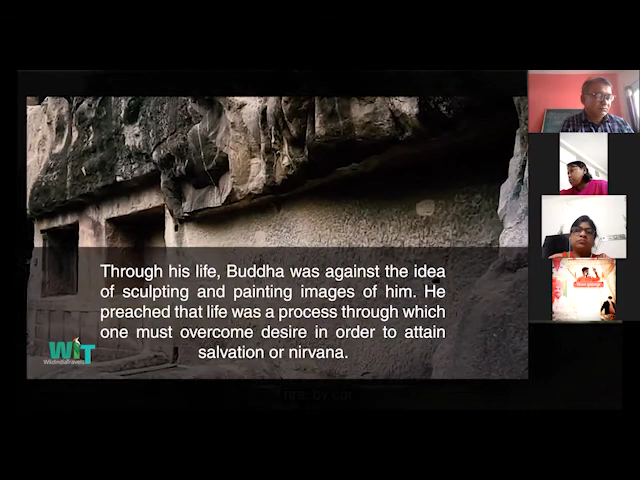 Through his life, Buddha was against the idea
of sculpting and painting images of him. He
preached that life was a process through which
one must overcome desire in order to attain
salvation or nirvana.
WiT
WildIndiaTravels